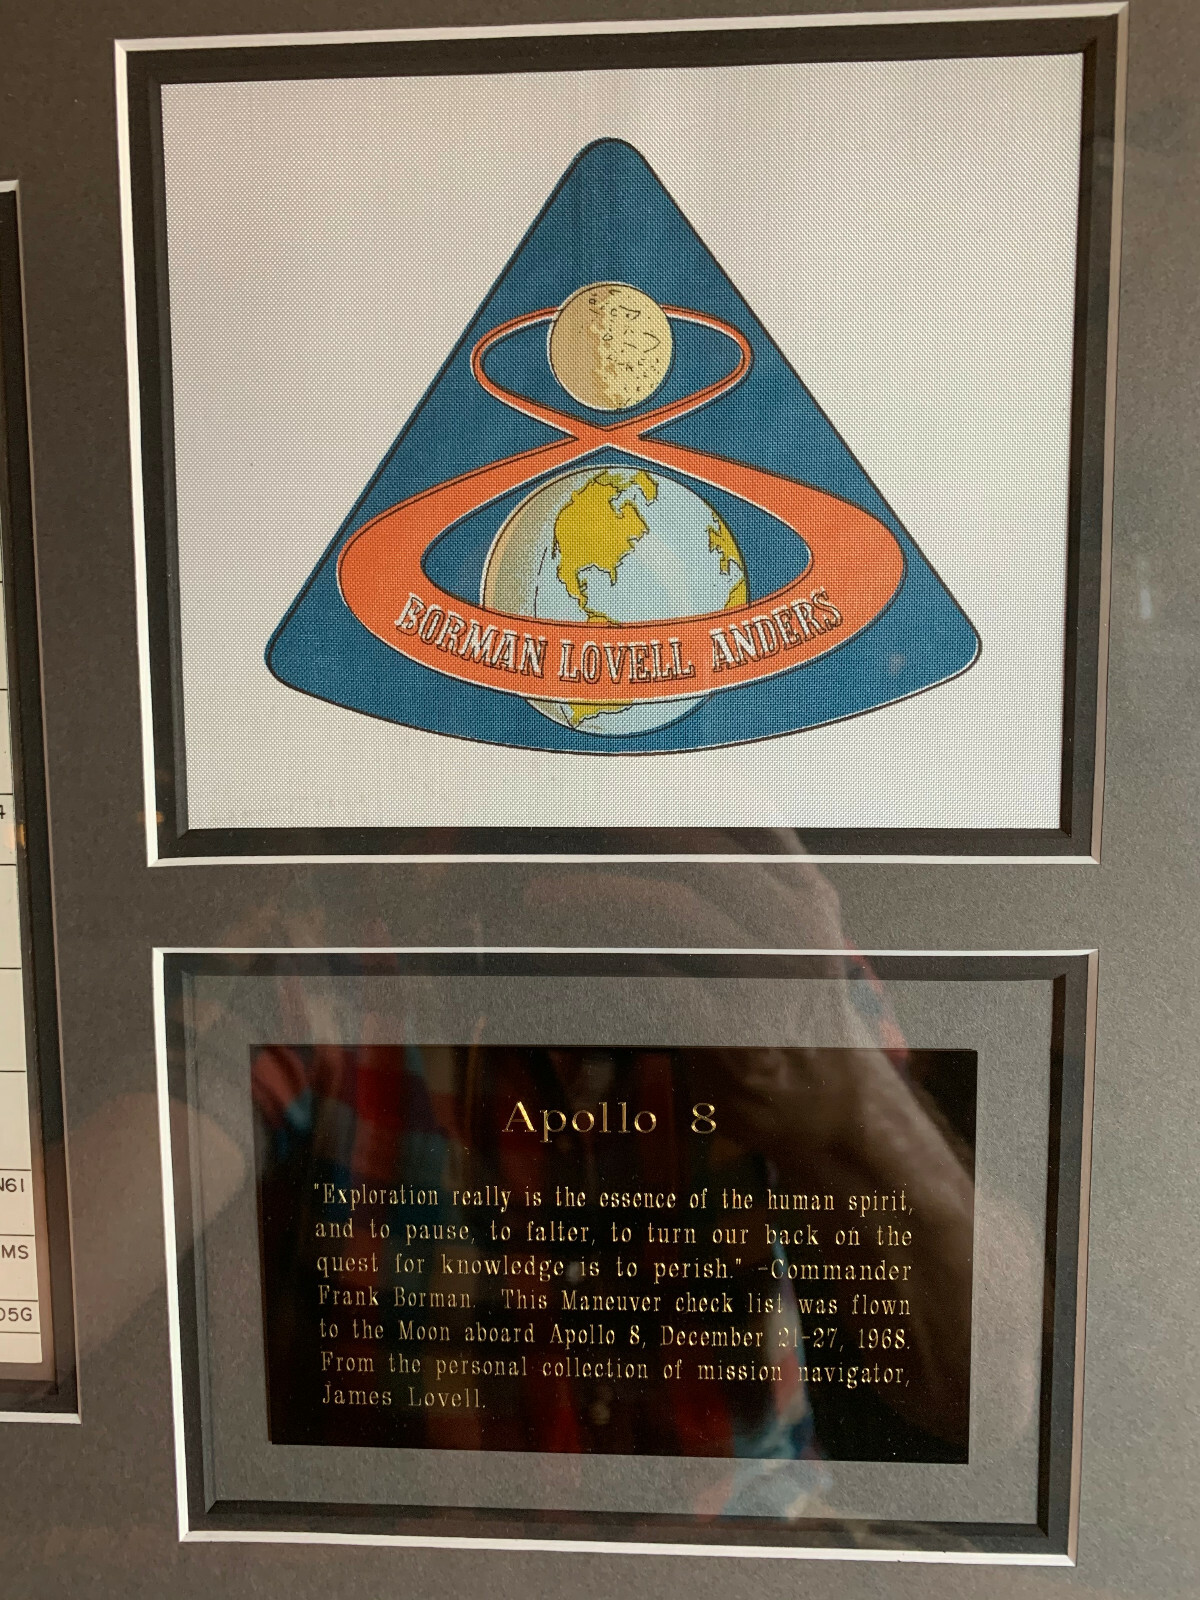 BORMAN LOVELL ANDERS
Apollo 8
"Exploration really is the essence of the human spirit,
and to pause, to falter, to turn our back on the
quest for knowledge is to perish." -Commander
Frank Borman. This Maneuver check list was flown
to the Moon aboard Apollo 8, December 21-27, 1968.
From the personal collection of mission navigator,
James Lovell.
4
N61
MS
05G